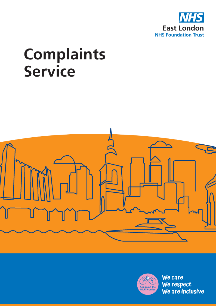 NHS
East London
NHS Foundation Trust
Complaints
Service
We care
We respect
We are inclusive